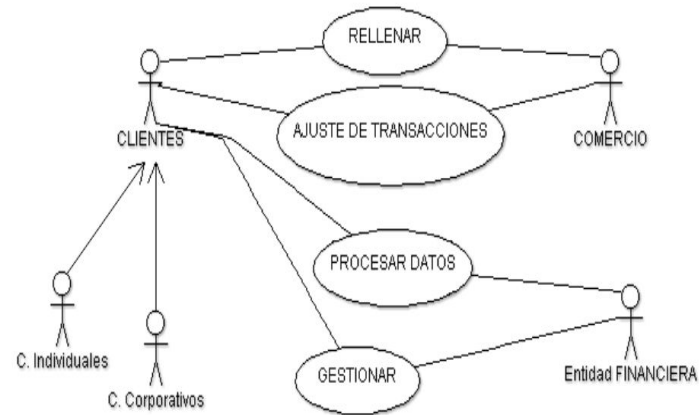 RELLENAR
CLIENTES
AJUSTE DE TRANSACCIONES
COMERCIO
PROCESAR DATOS
C. Individuales
C. Corporativos
GESTIONAR
Entidad FINANCIERA